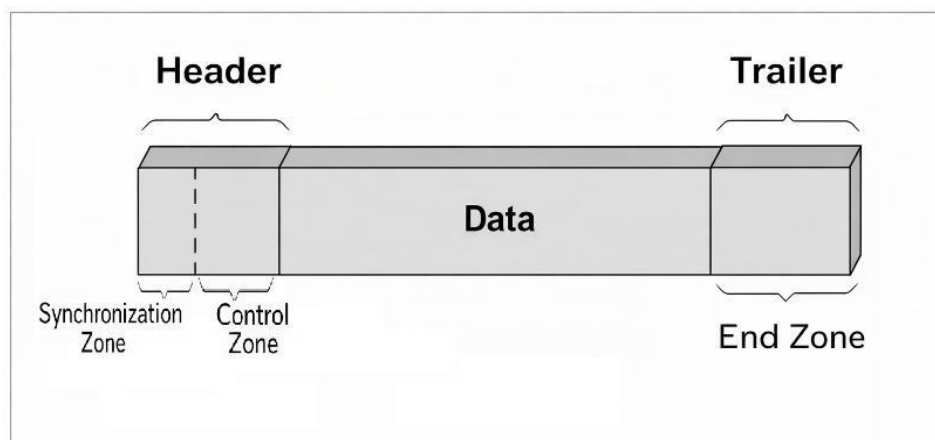 Header
Trailer
Data
Synchronization
Zone
Control
Zone
End Zone